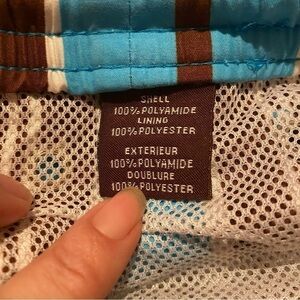 SHELL
100% POLYAMIDE
LINING
100% POLYESTER
EXTERIEUR
100% POLYAMIDE
DOUBLURE
100% POLYESTER